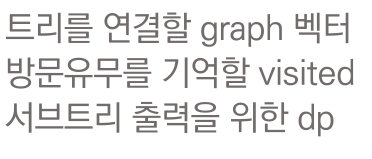 트리를 연결할 graph 벡터
방문유무를 기억할 visited
서브트리 출력을 위한 dp